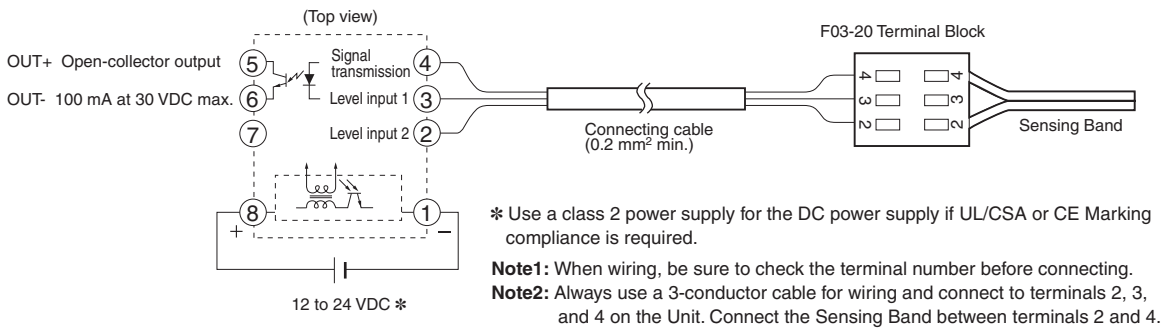 (Top view)
F03-20 Terminal Block
OUT+ Open-collector output
5
Signal
transmission
4
OUT- 100 mA at 30 VDC max.
6
Level input 1
3
7
Level input 2
2
4
3
2
4
3
2
Connecting cable
(0.2 mm² min.)
Sensing Band
8
1
+
−
12 to 24 VDC ✻
✻ Use a class 2 power supply for the DC power supply if UL/CSA or CE Marking
compliance is required.
Note1: When wiring, be sure to check the terminal number before connecting.
Note2: Always use a 3-conductor cable for wiring and connect to terminals 2, 3,
and 4 on the Unit. Connect the Sensing Band between terminals 2 and 4.